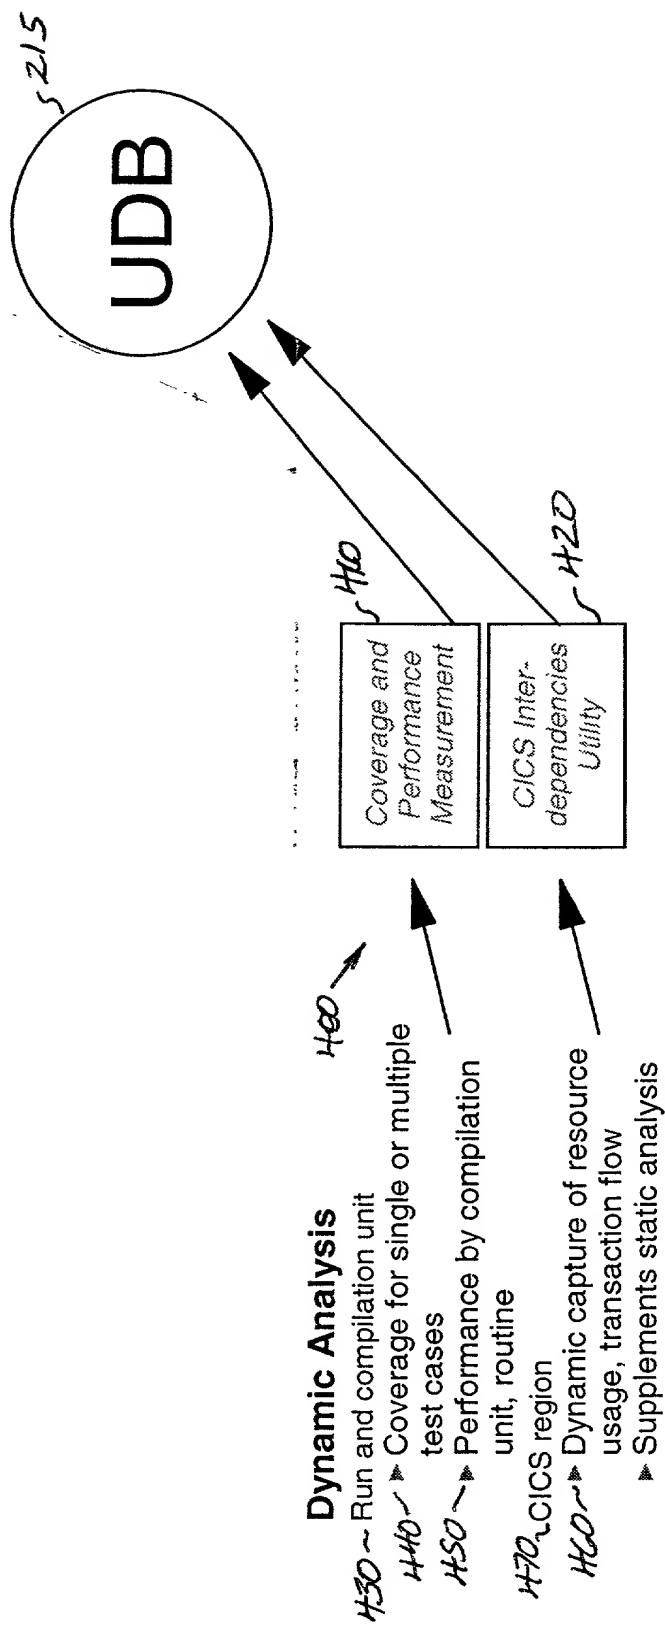 Dynamic Analysis
400
430 Run and compilation unit
440 ▶ Coverage for single or multiple
test cases
450 ▶ Performance by compilation
unit, routine
470 CICS region
460 ▶ Dynamic capture of resource
usage, transaction flow
▶ Supplements static analysis
Coverage and
Performance
Measurement
410
CICS Inter-
dependencies
Utility
420
UDB
215